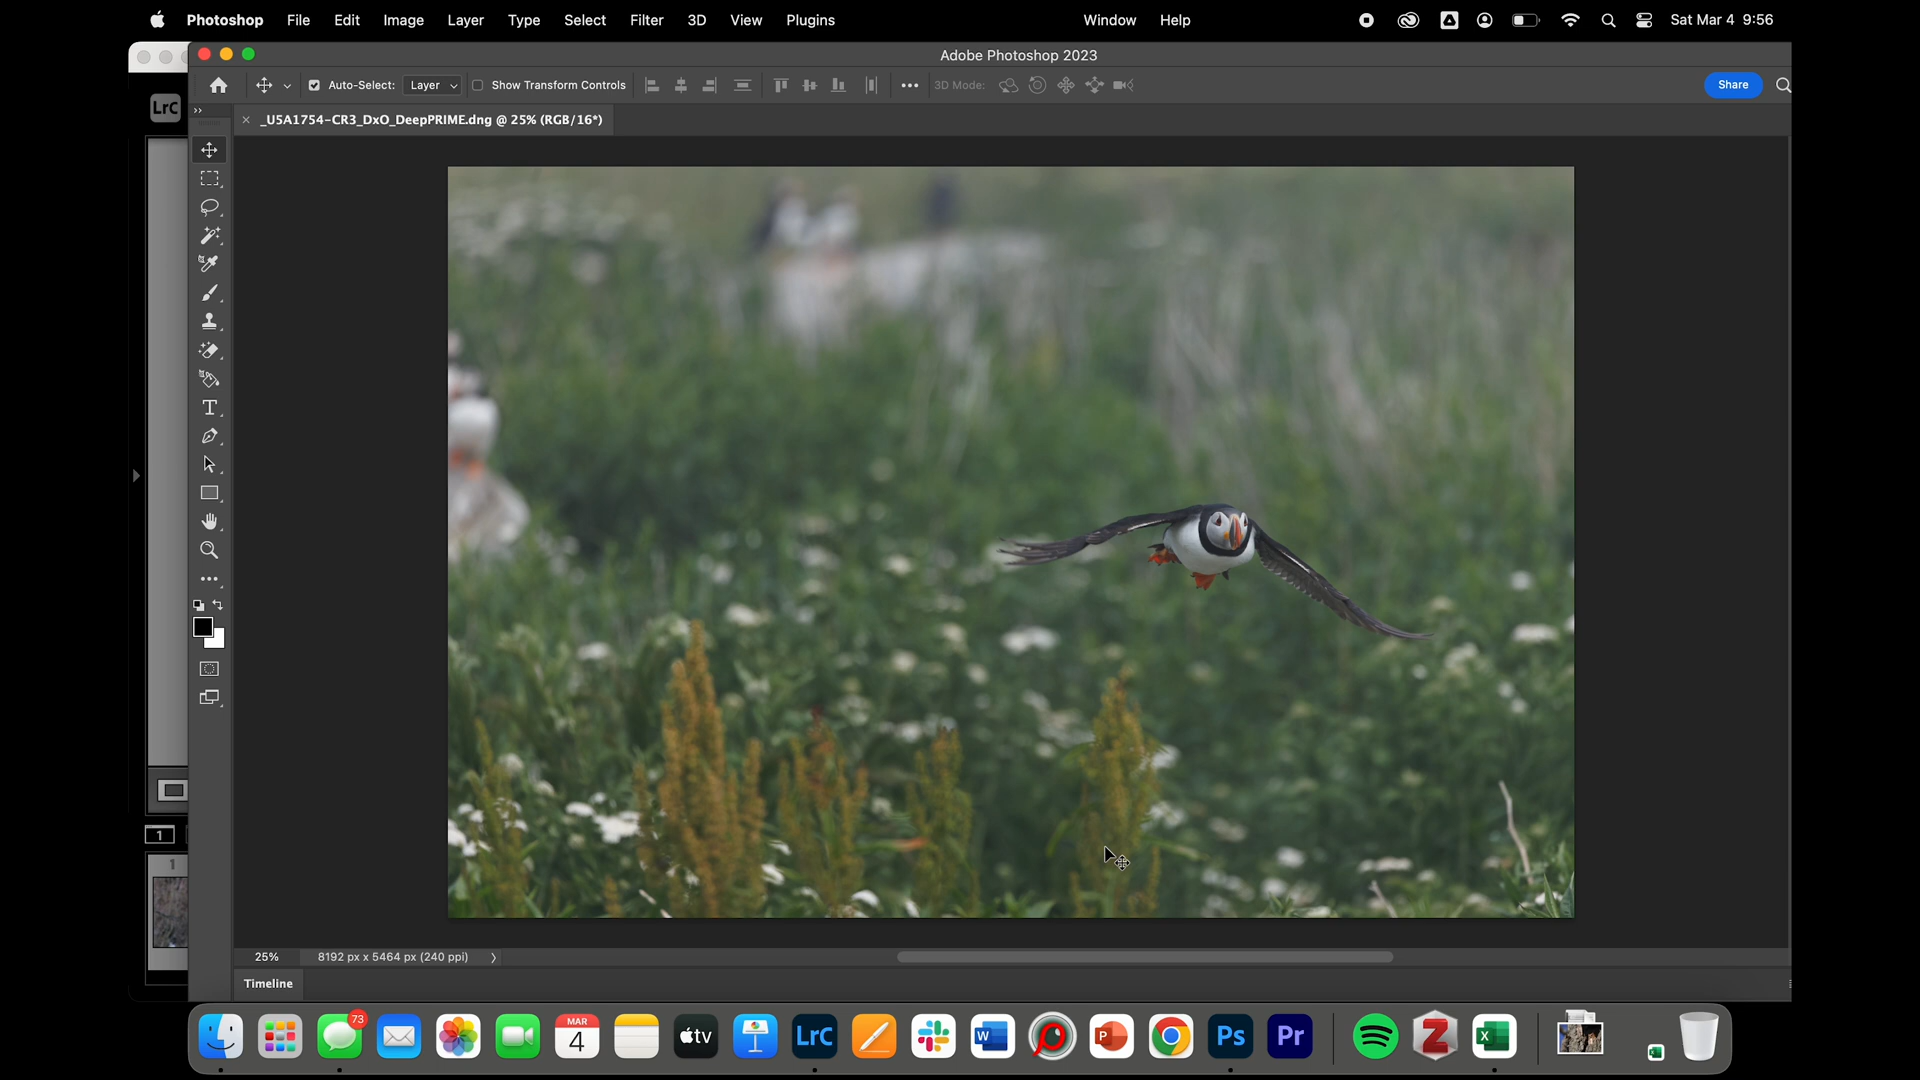 Photoshop File Edit Image Layer Type Select Filter 3D View Plugins Window Help Sat Mar 4 9:56
Adobe Photoshop 2023
Auto-Select: Layer Show Transform Controls 3D Mode: Share
LrC
_U5A1754-CR3_DxO_DeepPRIME.dng @ 25% (RGB/16*)
T
1
1
25% 8192 px x 5464 px (240 ppi)
Timeline
73 MAR 4 tv LrC W P Ps Pr Z X